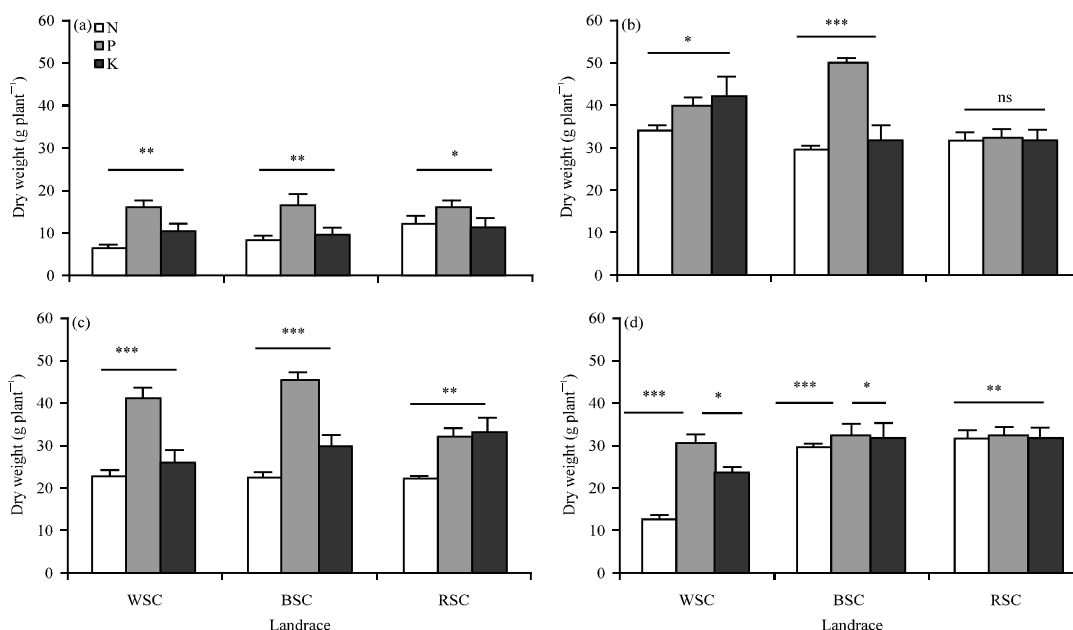 (a)
N
P
K
60
50
40
30
20
10
0
Dry weight (g plant⁻¹)
**
**
*
(b)
60
50
40
30
20
10
0
Dry weight (g plant⁻¹)
*
***
ns
(c)
60
50
40
30
20
10
0
Dry weight (g plant⁻¹)
***
***
**
WSC BSC RSC
Landrace
(d)
60
50
40
30
20
10
0
Dry weight (g plant⁻¹)
***
*
***
*
**
WSC BSC RSC
Landrace